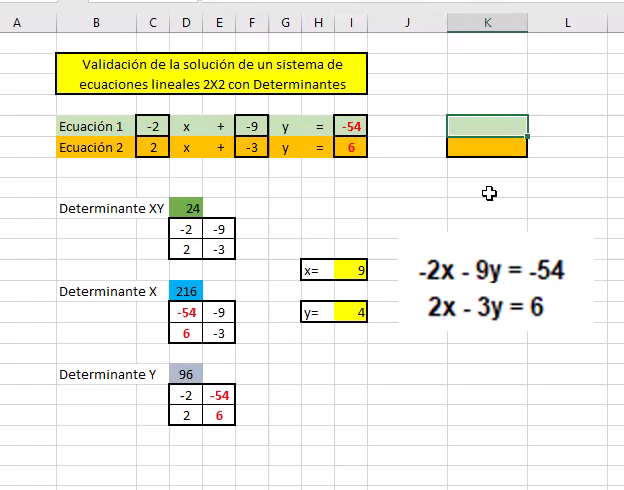 A B C D E F G H I J K L
Validación de la solución de un sistema de
ecuaciones lineales 2X2 con Determinantes
Ecuación 1 -2 x + -9 y = -54
Ecuación 2 2 x + -3 y = 6
Determinante XY 24
-2 -9
2 -3
x= 9
-2x - 9y = -54
Determinante X 216
-54 -9
y= 4
2x - 3y = 6
6 -3
Determinante Y 96
-2 -54
2 6